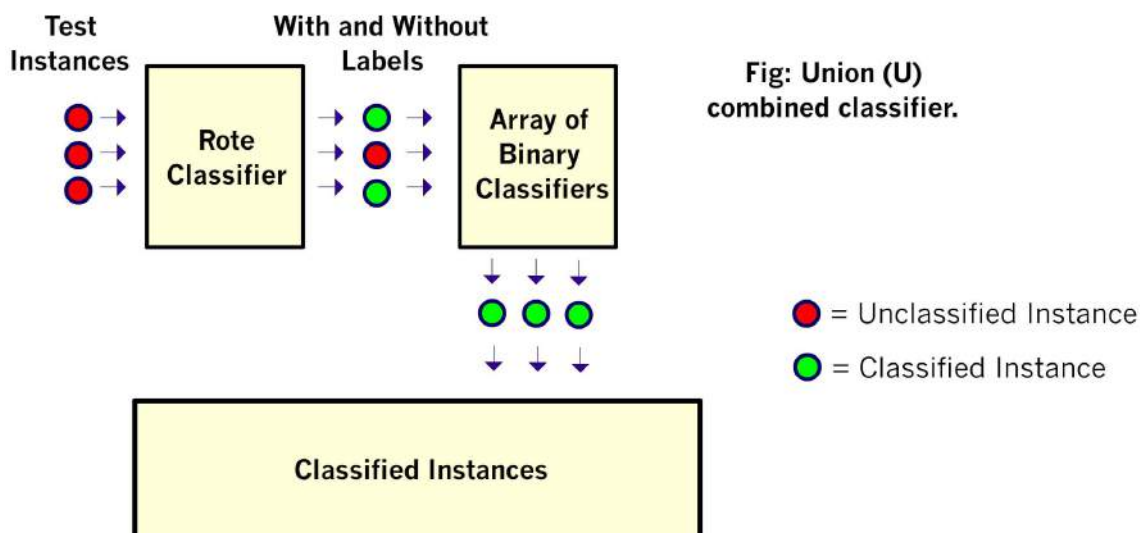 Test
Instances
With and Without
Labels
Fig: Union (U)
combined classifier.
Rote
Classifier
Array of
Binary
Classifiers
= Unclassified Instance
= Classified Instance
Classified Instances